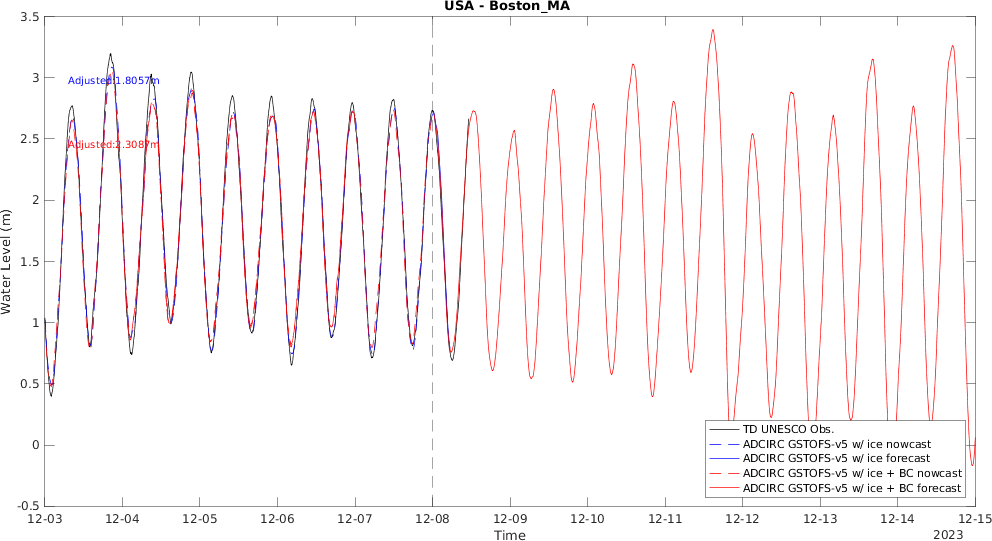 USA - Boston_MA
3.5
3
2.5
2
1.5
1
0.5
0
-0.5
Water Level (m)
Adjusted:1.8057m
Adjusted:2.3087m
TD UNESCO Obs.
ADCIRC GSTOFS-v5 w/ ice nowcast
ADCIRC GSTOFS-v5 w/ ice forecast
ADCIRC GSTOFS-v5 w/ ice + BC nowcast
ADCIRC GSTOFS-v5 w/ ice + BC forecast
12-03 12-04 12-05 12-06 12-07 12-08 12-09 12-10 12-11 12-12 12-13 12-14 12-15
Time
2023